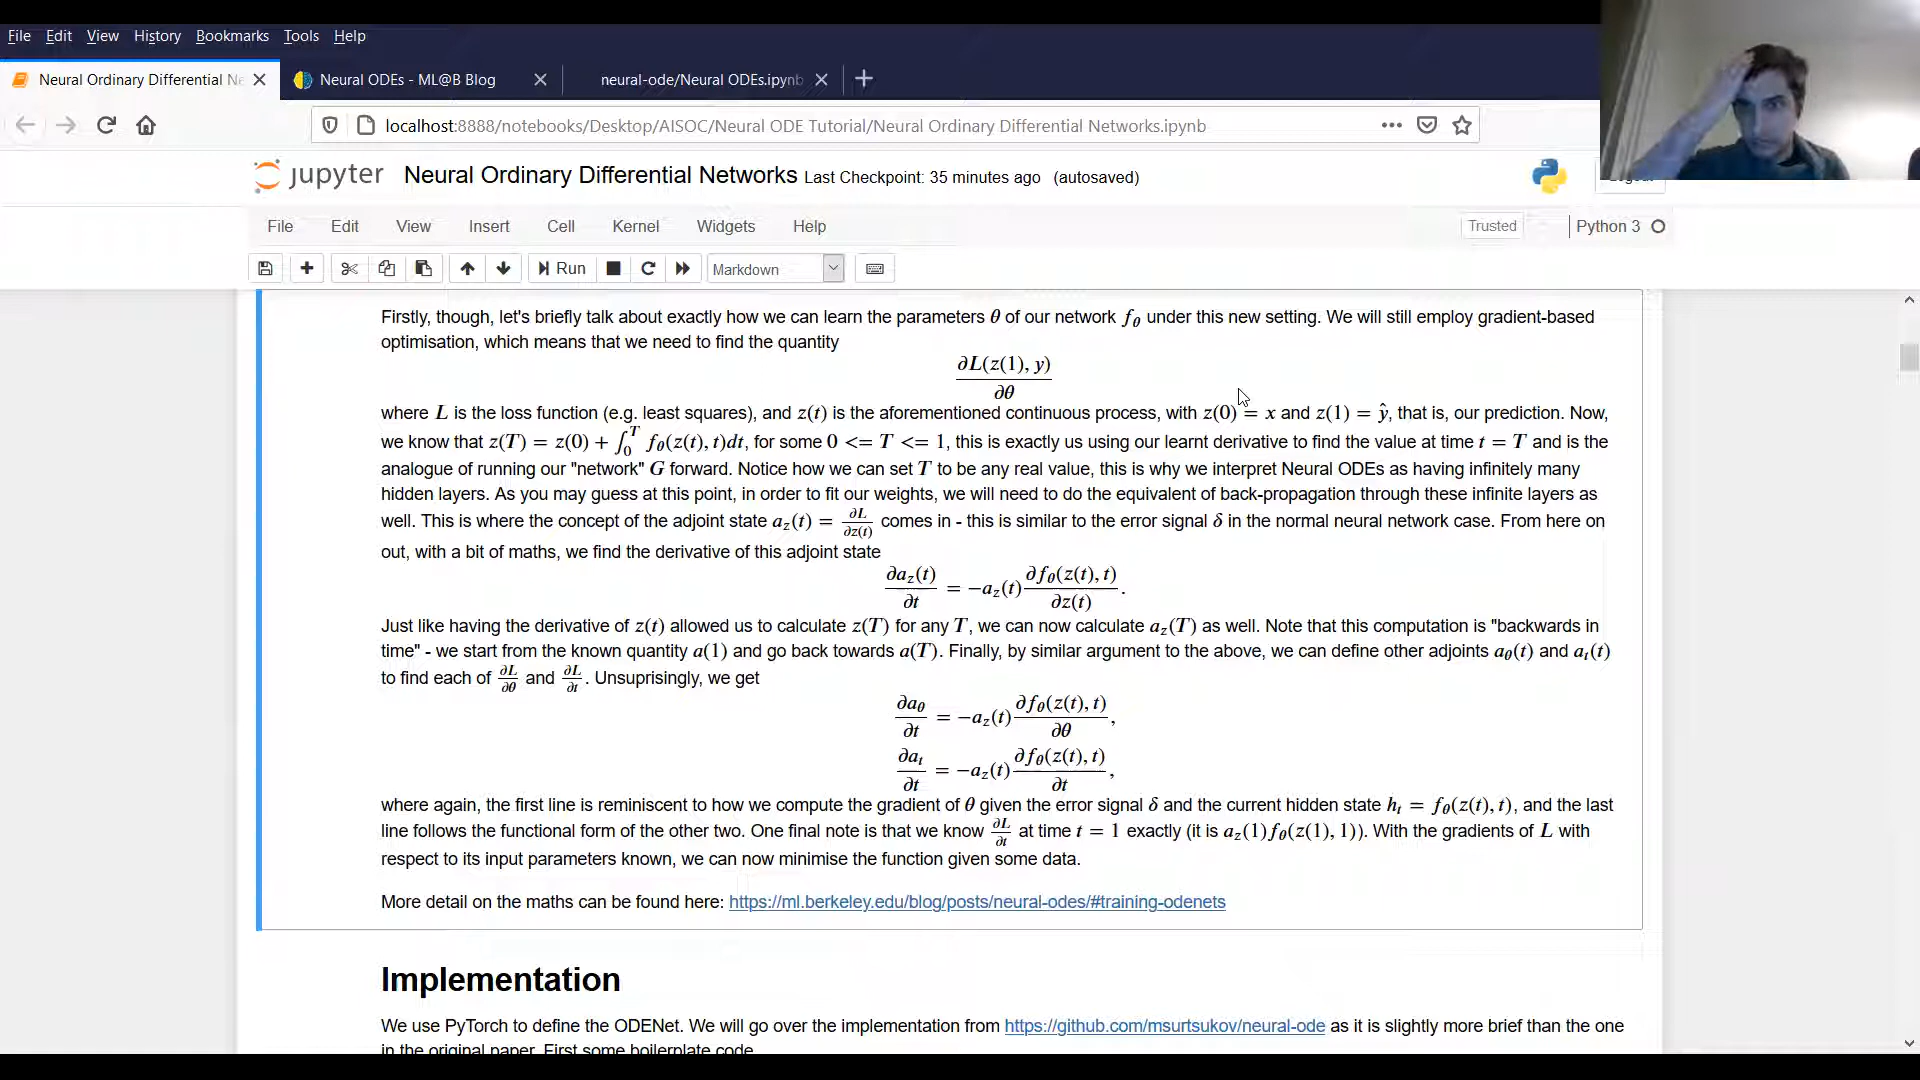 File Edit View History Bookmarks Tools Help
Neural Ordinary Differential Ne
Neural ODEs - ML@B Blog
neural-ode/Neural ODEs.ipynb
localhost:8888/notebooks/Desktop/AISOC/Neural ODE Tutorial/Neural Ordinary Differential Networks.ipynb
jupyter Neural Ordinary Differential Networks Last Checkpoint: 35 minutes ago (autosaved)
File Edit View Insert Cell Kernel Widgets Help Trusted Python 3
Run Markdown
Firstly, though, let's briefly talk about exactly how we can learn the parameters θ of our network f_θ under this new setting. We will still employ gradient-based
optimisation, which means that we need to find the quantity
∂L(z(1), y)
∂θ
where L is the loss function (e.g. least squares), and z(t) is the aforementioned continuous process, with z(0) = x and z(1) = ŷ, that is, our prediction. Now,
we know that z(T) = z(0) + ∫_0^T f_θ(z(t), t)dt, for some 0 <= T <= 1, this is exactly us using our learnt derivative to find the value at time t = T and is the
analogue of running our "network" G forward. Notice how we can set T to be any real value, this is why we interpret Neural ODEs as having infinitely many
hidden layers. As you may guess at this point, in order to fit our weights, we will need to do the equivalent of back-propagation through these infinite layers as
well. This is where the concept of the adjoint state a_z(t) = ∂L/∂z(t) comes in - this is similar to the error signal δ in the normal neural network case. From here on
out, with a bit of maths, we find the derivative of this adjoint state
∂a_z(t)/∂t = −a_z(t) ∂f_θ(z(t), t)/∂z(t).
Just like having the derivative of z(t) allowed us to calculate z(T) for any T, we can now calculate a_z(T) as well. Note that this computation is "backwards in
time" - we start from the known quantity a(1) and go back towards a(T). Finally, by similar argument to the above, we can define other adjoints a_θ(t) and a_t(t)
to find each of ∂L/∂θ and ∂L/∂t. Unsuprisingly, we get
∂a_θ/∂t = −a_z(t) ∂f_θ(z(t), t)/∂θ,
∂a_t/∂t = −a_z(t) ∂f_θ(z(t), t)/∂t,
where again, the first line is reminiscent to how we compute the gradient of θ given the error signal δ and the current hidden state h_t = f_θ(z(t), t), and the last
line follows the functional form of the other two. One final note is that we know ∂L/∂t at time t = 1 exactly (it is a_z(1)f_θ(z(1), 1)). With the gradients of L with
respect to its input parameters known, we can now minimise the function given some data.
More detail on the maths can be found here: https://ml.berkeley.edu/blog/posts/neural-odes/#training-odenets
Implementation
We use PyTorch to define the ODENet. We will go over the implementation from https://github.com/msurtsukov/neural-ode as it is slightly more brief than the one
in the original paper. First some boilerplate code